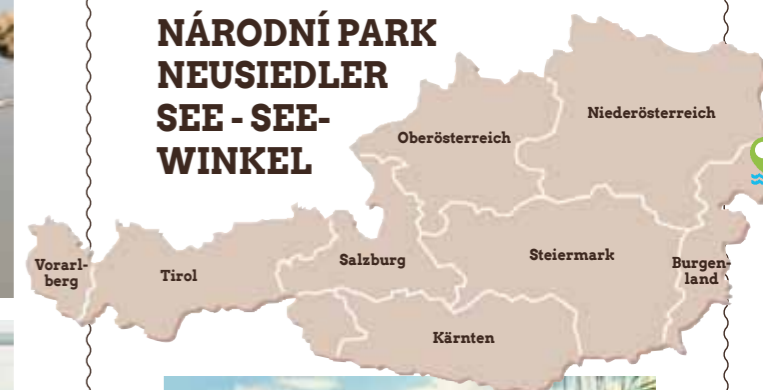 NÁRODNÍ PARK
NEUSIEDLER
SEE - SEE-
WINKEL
Niederösterreich
Oberösterreich
Vorarl-
berg
Tirol
Salzburg
Steiermark
Burgen-
land
Kärnten